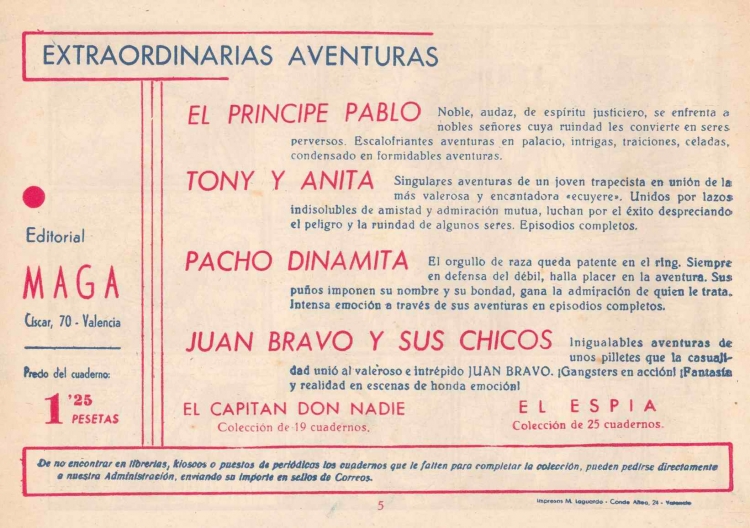 EXTRAORDINARIAS AVENTURAS
EL PRINCIPE PABLO Noble, audaz, de espíritu justiciero, se enfrenta a
nobles señores cuya ruindad les convierte en seres
perversos. Escalofriantes aventuras en palacio, intrigas, traiciones, celadas,
condensado en formidables aventuras.
TONY Y ANITA Singulares aventuras de un joven trapecista en unión de la
más valerosa y encantadora «ecuyere». Unidos por lazos
indisolubles de amistad y admiración mutua, luchan por el éxito despreciando
el peligro y la ruindad de algunos seres. Episodios completos.
PACHO DINAMITA El orgullo de raza queda patente en el ring. Siempre
en defensa del débil, halla placer en la aventura. Sus
puños imponen su nombre y su bondad, gana la admiración de quien le trata.
Intensa emoción a través de sus aventuras en episodios completos.
JUAN BRAVO Y SUS CHICOS Inigualables aventuras de
unos pilletes que la casuali-
dad unió al valeroso e intrépido JUAN BRAVO. ¡Gangsters en acción! ¡Fantasía
y realidad en escenas de honda emoción!
EL CAPITAN DON NADIE
Colección de 19 cuadernos.
EL ESPIA
Colección de 25 cuadernos.
Editorial
MAGA
Císcar, 70 - Valencia
Precio del cuaderno:
1'25
PESETAS
De no encontrar en librerías, kioscos o puestos de periódicos los cuadernos que le falten para completar la colección, pueden pedirse directamente
a nuestra Administración, enviando su importe en sellos de Correos.
5
Impresos M. Laguarda - Conde Altea, 24 - Valencia